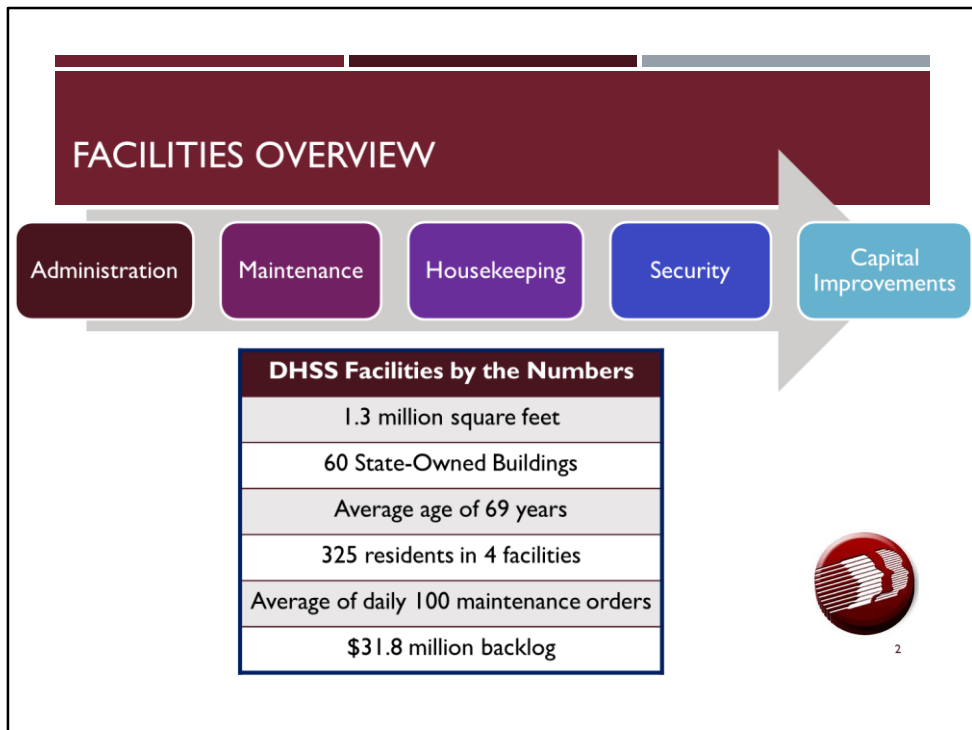 FACILITIES OVERVIEW
Administration
Maintenance
Housekeeping
Security
Capital
Improvements
DHSS Facilities by the Numbers
1.3 million square feet
60 State-Owned Buildings
Average age of 69 years
325 residents in 4 facilities
Average of daily 100 maintenance orders
$31.8 million backlog
2